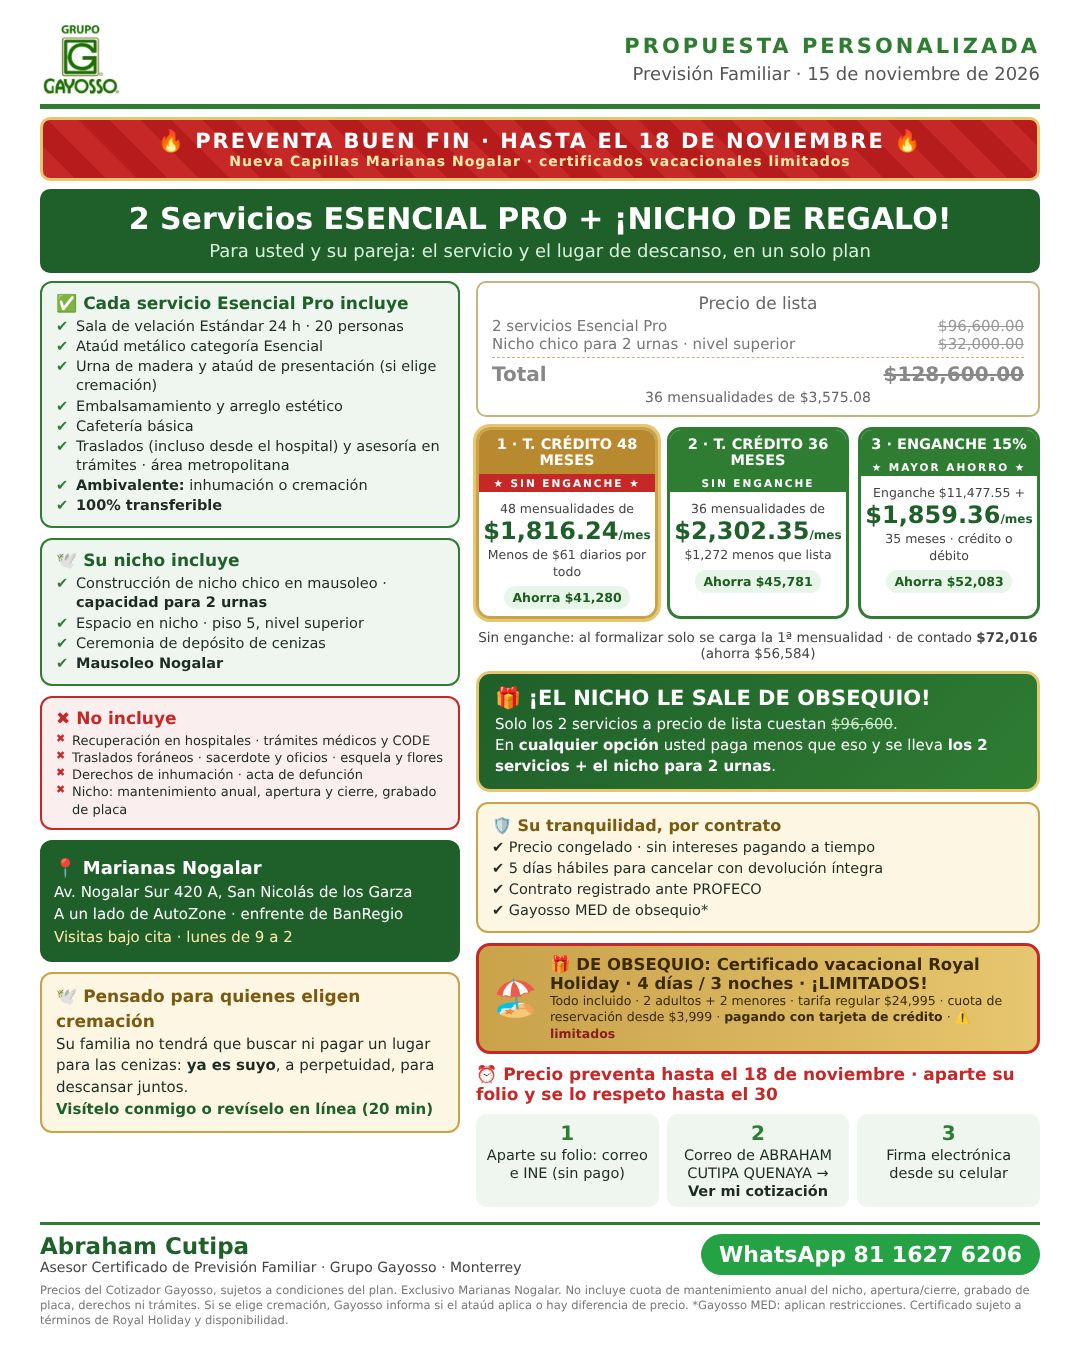 GRUPO
GAYOSSO
PROPUESTA PERSONALIZADA
Previsión Familiar · 15 de noviembre de 2026
🔥 PREVENTA BUEN FIN · HASTA EL 18 DE NOVIEMBRE 🔥
Nueva Capillas Marianas Nogalar · certificados vacacionales limitados
2 Servicios ESENCIAL PRO + ¡NICHO DE REGALO!
Para usted y su pareja: el servicio y el lugar de descanso, en un solo plan
✅ Cada servicio Esencial Pro incluye
✔ Sala de velación Estándar 24 h · 20 personas
✔ Ataúd metálico categoría Esencial
✔ Urna de madera y ataúd de presentación (si elige
cremación)
✔ Embalsamamiento y arreglo estético
✔ Cafetería básica
✔ Traslados (incluso desde el hospital) y asesoría en
trámites · área metropolitana
✔ Ambivalente: inhumación o cremación
✔ 100% transferible
🕊️ Su nicho incluye
✔ Construcción de nicho chico en mausoleo ·
capacidad para 2 urnas
✔ Espacio en nicho · piso 5, nivel superior
✔ Ceremonia de depósito de cenizas
✔ Mausoleo Nogalar
✖ No incluye
✖ Recuperación en hospitales · trámites médicos y CODE
✖ Traslados foráneos · sacerdote y oficios · esquela y flores
✖ Derechos de inhumación · acta de defunción
✖ Nicho: mantenimiento anual, apertura y cierre, grabado
de placa
📍 Marianas Nogalar
Av. Nogalar Sur 420 A, San Nicolás de los Garza
A un lado de AutoZone · enfrente de BanRegio
Visitas bajo cita · lunes de 9 a 2
🕊️ Pensado para quienes eligen
cremación
Su familia no tendrá que buscar ni pagar un lugar
para las cenizas: ya es suyo, a perpetuidad, para
descansar juntos.
Visítelo conmigo o revíselo en línea (20 min)
Precio de lista
2 servicios Esencial Pro $96,600.00
Nicho chico para 2 urnas · nivel superior $32,000.00
Total $128,600.00
36 mensualidades de $3,575.08
1 · T. CRÉDITO 48
MESES
★ SIN ENGANCHE ★
48 mensualidades de
$1,816.24/mes
Menos de $61 diarios por
todo
Ahorra $41,280
2 · T. CRÉDITO 36
MESES
SIN ENGANCHE
36 mensualidades de
$2,302.35/mes
$1,272 menos que lista
Ahorra $45,781
3 · ENGANCHE 15%
★ MAYOR AHORRO ★
Enganche $11,477.55 +
$1,859.36/mes
35 meses · crédito o
débito
Ahorra $52,083
Sin enganche: al formalizar solo se carga la 1ª mensualidad · de contado $72,016
(ahorra $56,584)
🎁 ¡EL NICHO LE SALE DE OBSEQUIO!
Solo los 2 servicios a precio de lista cuestan $96,600.
En cualquier opción usted paga menos que eso y se lleva los 2
servicios + el nicho para 2 urnas.
🛡️ Su tranquilidad, por contrato
✔ Precio congelado · sin intereses pagando a tiempo
✔ 5 días hábiles para cancelar con devolución íntegra
✔ Contrato registrado ante PROFECO
✔ Gayosso MED de obsequio*
🎁 DE OBSEQUIO: Certificado vacacional Royal
Holiday · 4 días / 3 noches · ¡LIMITADOS!
Todo incluido · 2 adultos + 2 menores · tarifa regular $24,995 · cuota de
reservación desde $3,999 · pagando con tarjeta de crédito · ⚠️
limitados
⏰ Precio preventa hasta el 18 de noviembre · aparte su
folio y se lo respeto hasta el 30
1
Aparte su folio: correo
e INE (sin pago)
2
Correo de ABRAHAM
CUTIPA QUENAYA →
Ver mi cotización
3
Firma electrónica
desde su celular
Abraham Cutipa
Asesor Certificado de Previsión Familiar · Grupo Gayosso · Monterrey
WhatsApp 81 1627 6206
Precios del Cotizador Gayosso, sujetos a condiciones del plan. Exclusivo Marianas Nogalar. No incluye cuota de mantenimiento anual del nicho, apertura/cierre, grabado de
placa, derechos ni trámites. Si se elige cremación, Gayosso informa si el ataúd aplica o hay diferencia de precio. *Gayosso MED: aplican restricciones. Certificado sujeto a
términos de Royal Holiday y disponibilidad.